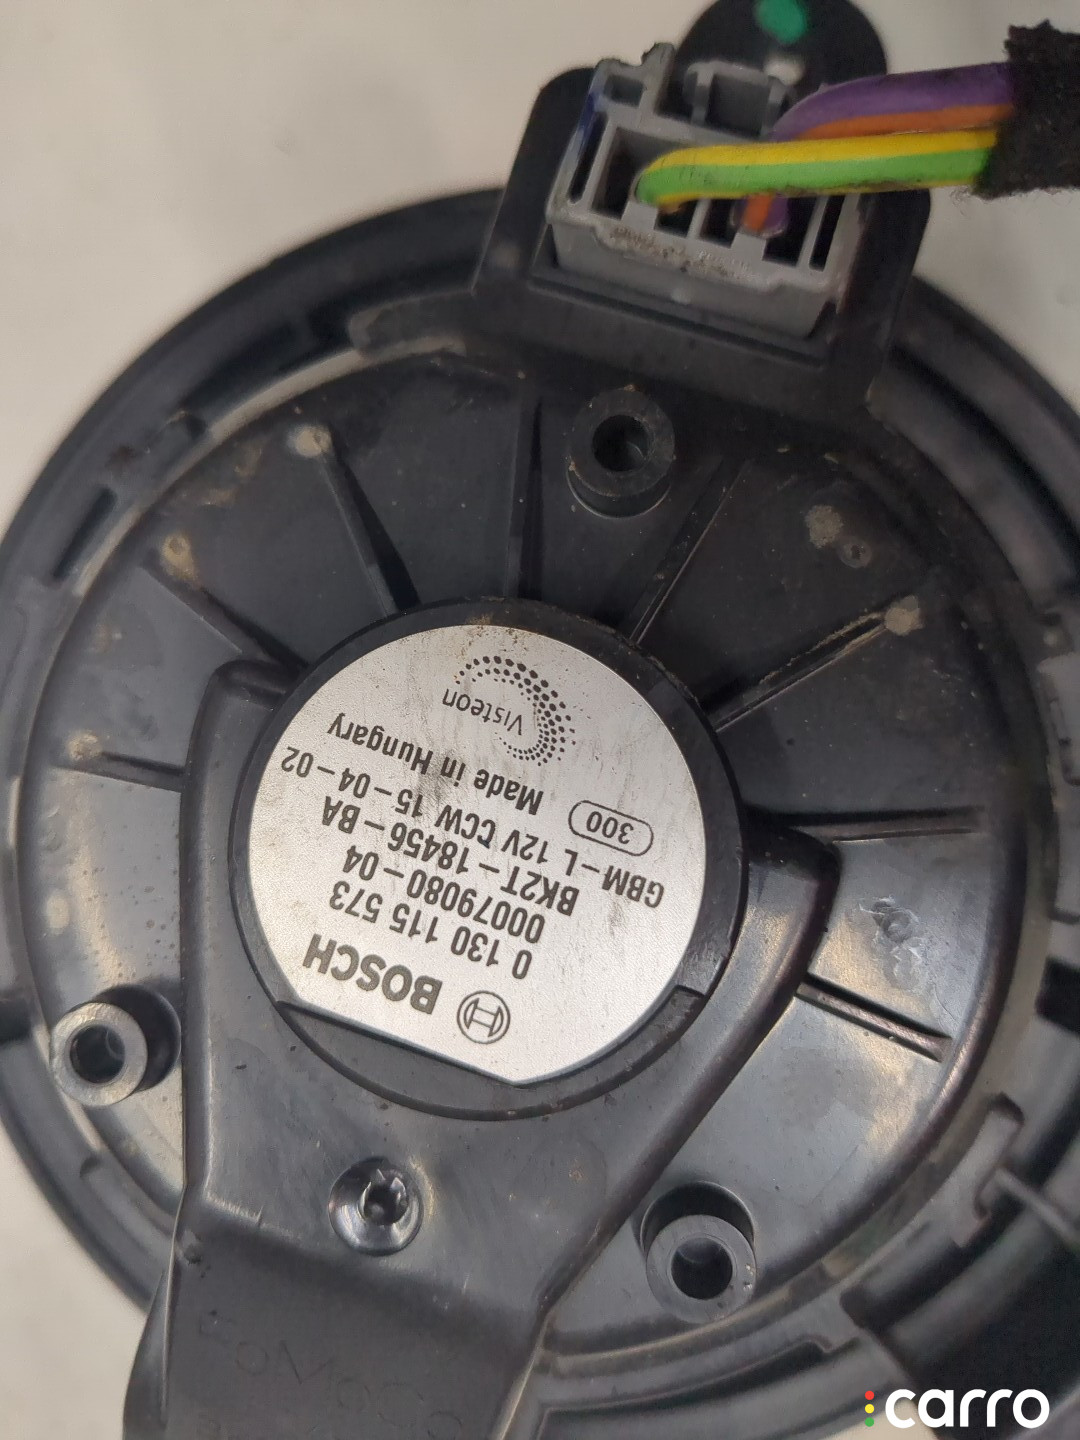 BOSCH
0 130 115 573
00079080-04
BK2T-18456-BA
GBM-L 12V CCW 15-04-02
300
Made in Hungary
Visteon
FoMoCo
carro